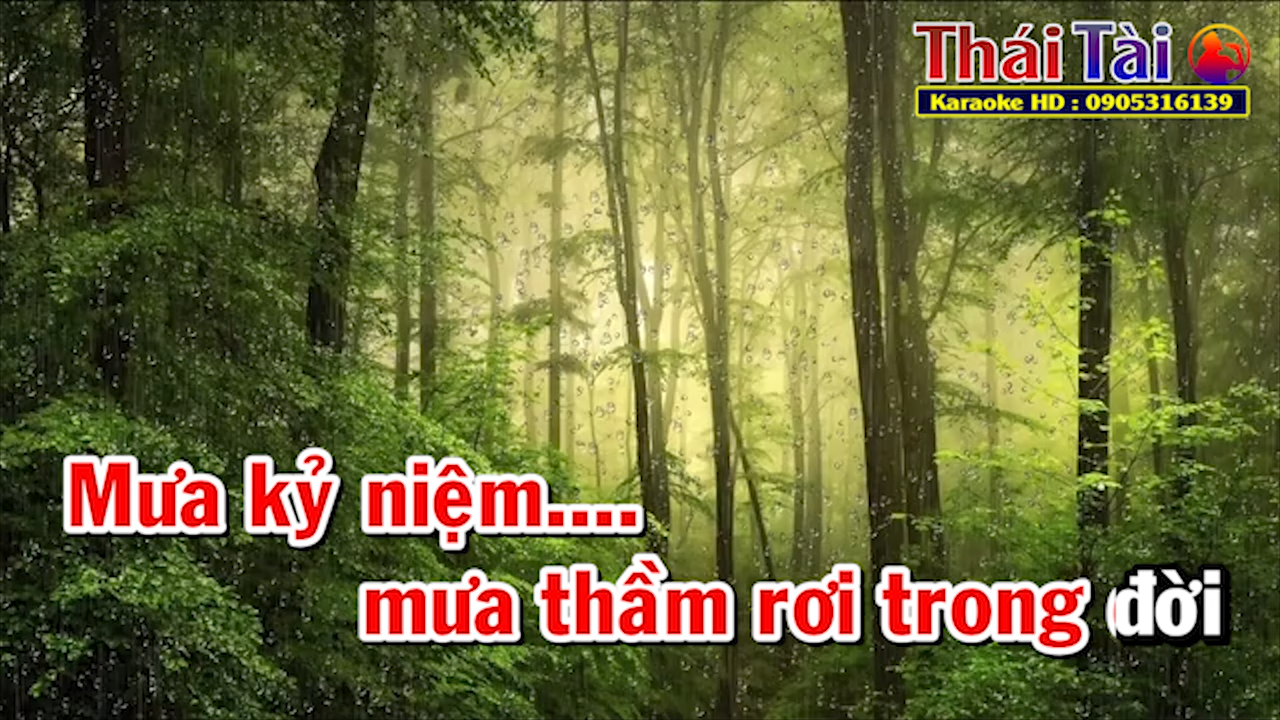 Thái Tài
Karaoke HD : 0905316139
Mưa kỷ niệm....
mưa thầm rơi trong đời